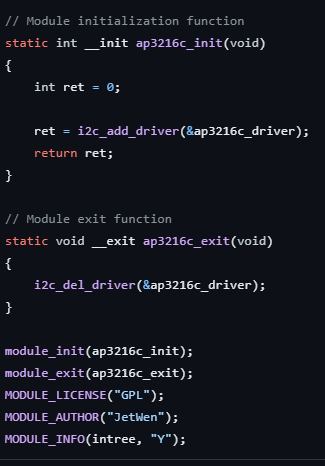 // Module initialization function
static int __init ap3216c_init(void)
{
    int ret = 0;

    ret = i2c_add_driver(&ap3216c_driver);
    return ret;
}

// Module exit function
static void __exit ap3216c_exit(void)
{
    i2c_del_driver(&ap3216c_driver);
}

module_init(ap3216c_init);
module_exit(ap3216c_exit);
MODULE_LICENSE("GPL");
MODULE_AUTHOR("JetWen");
MODULE_INFO(intree, "Y");